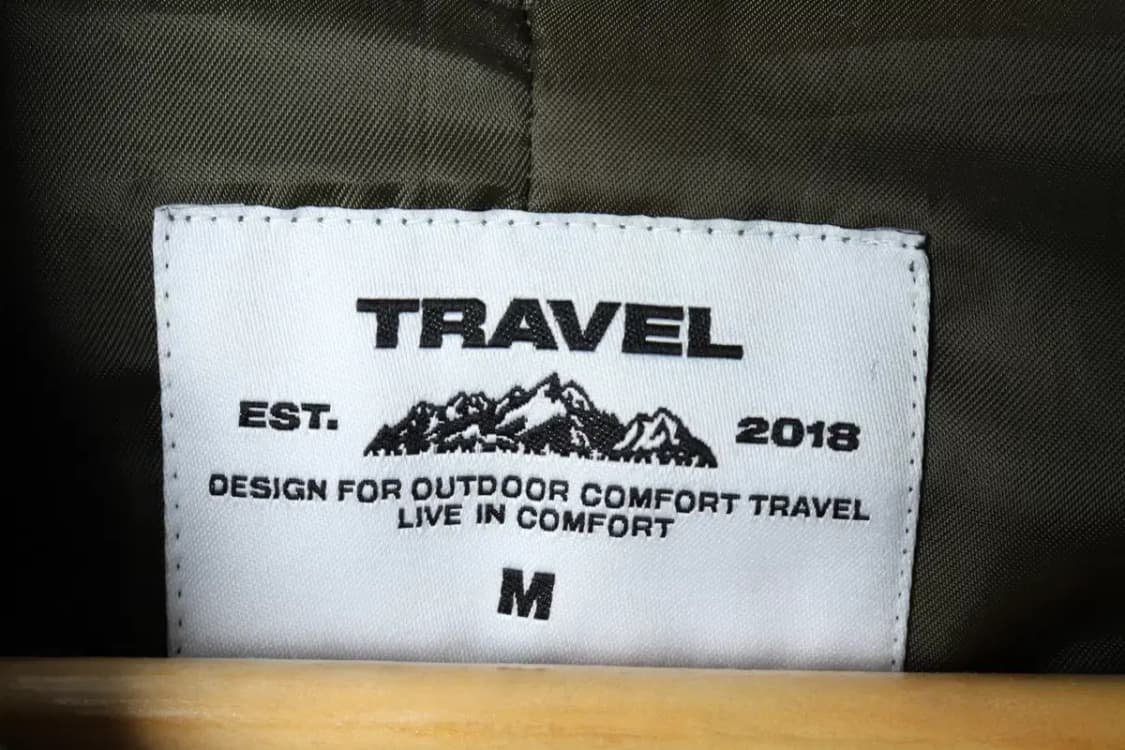 TRAVEL
EST. 2018
DESIGN FOR OUTDOOR COMFORT TRAVEL
LIVE IN COMFORT
M